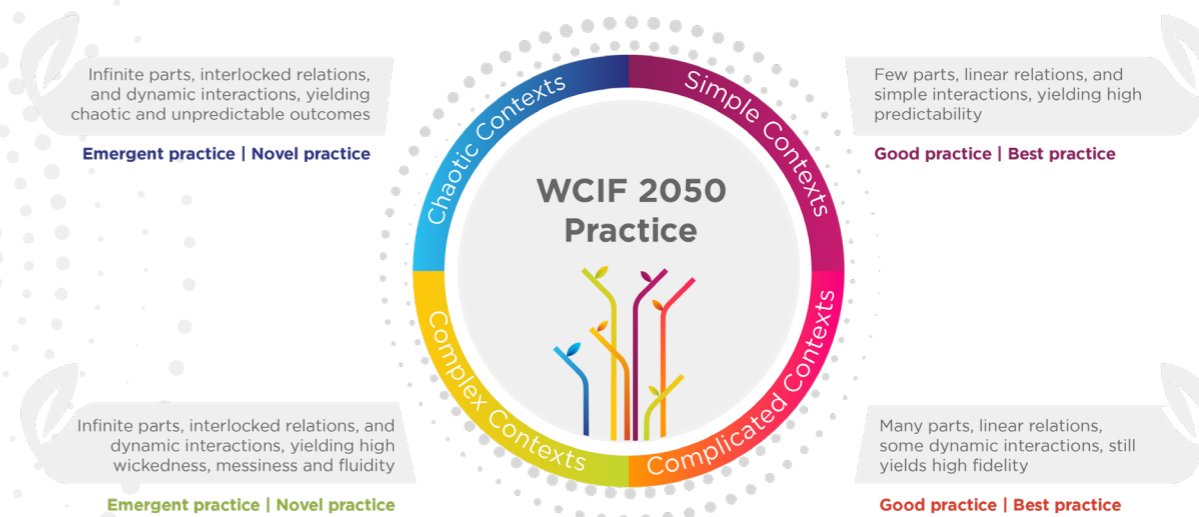 Infinite parts, interlocked relations,
and dynamic interactions, yielding
chaotic and unpredictable outcomes
Emergent practice | Novel practice
Chaotic Contexts
Simple Contexts
Few parts, linear relations, and
simple interactions, yielding high
predictability
Good practice | Best practice
WCIF 2050
Practice
Infinite parts, interlocked relations, and
dynamic interactions, yielding high
wickedness, messiness and fluidity
Emergent practice | Novel practice
Complex Contexts
Complicated Contexts
Many parts, linear relations,
some dynamic interactions, still
yields high fidelity
Good practice | Best practice